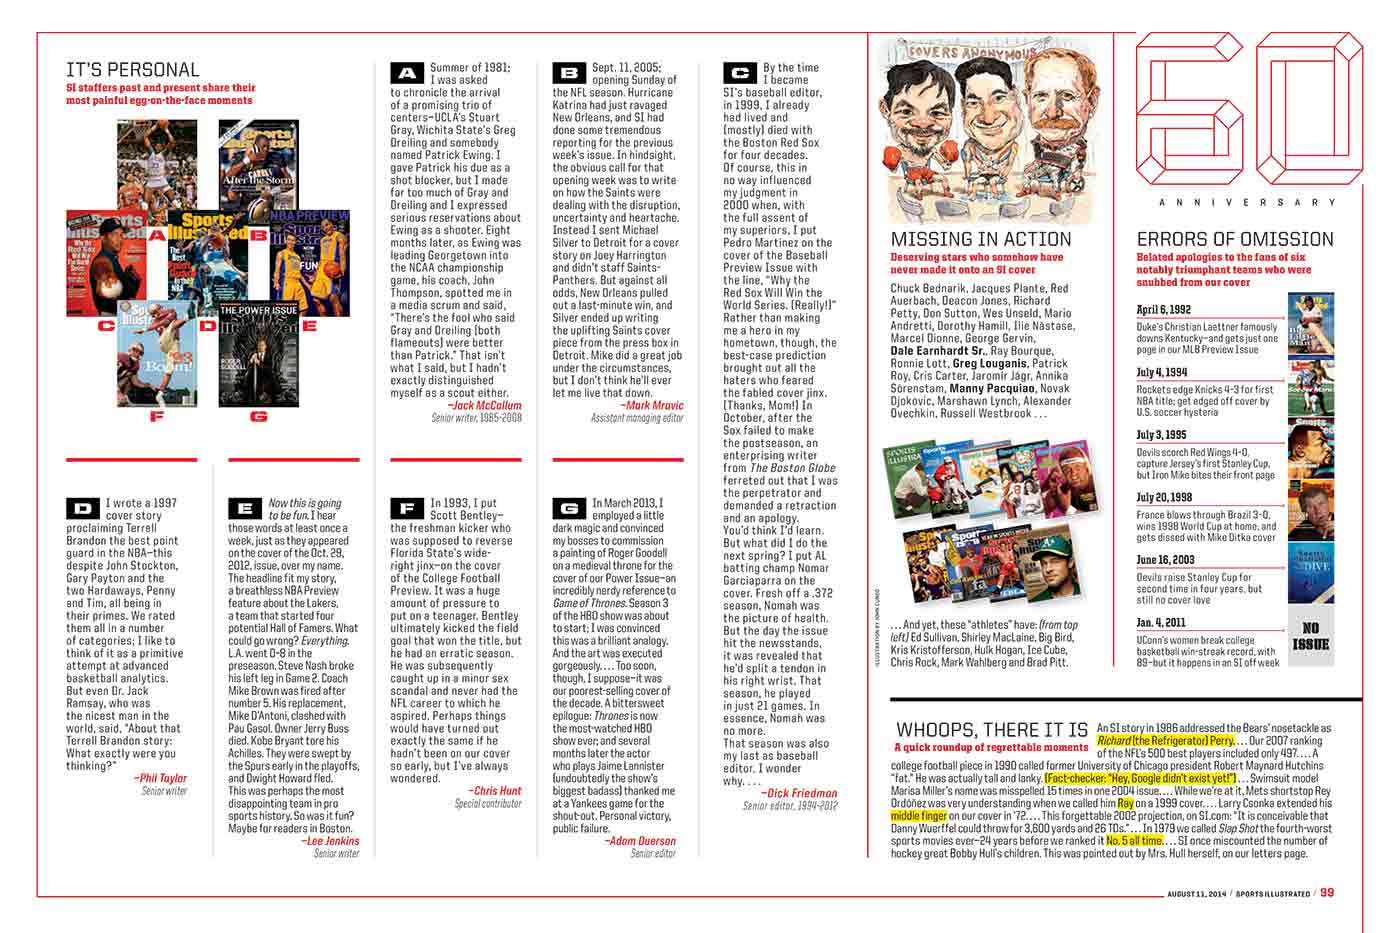 IT'S PERSONAL
SI staffers past and present share their
most painful egg-on-the-face moments
A
B
C
D
E
F
G
A Summer of 1981;
I was asked
to chronicle the arrival
of a promising trio of
centers—UCLA's Stuart
Gray, Wichita State's Greg
Dreiling and somebody
named Patrick Ewing. I
gave Patrick his due as a
shot blocker, but I made
far too much of Gray and
Dreiling and I expressed
serious reservations about
Ewing as a shooter. Eight
months later, as Ewing was
leading Georgetown into
the NCAA championship
game, his coach, John
Thompson, spotted me in
a media scrum and said,
"There's the fool who said
Gray and Dreiling (both
flameouts) were better
than Patrick." That isn't
what I said, but I hadn't
exactly distinguished
myself as a scout either.
—Jack McCallum
Senior writer, 1985-2008
B Sept. 11, 2005;
opening Sunday of
the NFL season. Hurricane
Katrina had just ravaged
New Orleans, and SI had
done some tremendous
reporting for the previous
week's issue. In hindsight,
the obvious call for that
opening week was to write
on how the Saints were
dealing with the disruption,
uncertainty and heartache.
Instead I sent Michael
Silver to Detroit for a cover
story on Joey Harrington
and didn't staff Saints-
Panthers. But against all
odds, New Orleans pulled
out a last-minute win, and
Silver ended up writing
the uplifting Saints cover
piece from the press box in
Detroit. Mike did a great job
under the circumstances,
but I don't think he'll ever
let me live that down.
—Mark Mravic
Assistant managing editor
C By the time
I became
SI's baseball editor,
in 1999, I already
had lived and
(mostly) died with
the Boston Red Sox
for four decades.
Of course, this in
no way influenced
my judgment in
2000 when, with
the full assent of
my superiors, I put
Pedro Martinez on the
cover of the Baseball
Preview Issue with
the line, "Why the
Red Sox Will Win the
World Series. (Really!)"
Rather than making
me a hero in my
hometown, though, the
best-case prediction
brought out all the
haters who feared
the fabled cover jinx.
(Thanks, Mom!) In
October, after the
Sox failed to make
the postseason, an
enterprising writer
from The Boston Globe
ferreted out that I was
the perpetrator and
demanded a retraction
and an apology.
You'd think I'd learn.
But what did I do the
next spring? I put AL
batting champ Nomar
Garciaparra on the
cover. Fresh off a .372
season, Nomah was
the picture of health.
But the day the issue
hit the newsstands,
it was revealed that
he'd split a tendon in
his right wrist. That
season, he played
in just 21 games. In
essence, Nomah was
no more.
That season was also
my last as baseball
editor. I wonder
why. . . .
—Dick Friedman
Senior editor, 1994-2012
D I wrote a 1997
cover story
proclaiming Terrell
Brandon the best point
guard in the NBA—this
despite John Stockton,
Gary Payton and the
two Hardaways, Penny
and Tim, all being in
their primes. We rated
them all in a number
of categories; I like to
think of it as a primitive
attempt at advanced
basketball analytics.
But even Dr. Jack
Ramsay, who was
the nicest man in the
world, said, "About that
Terrell Brandon story:
What exactly were you
thinking?"
—Phil Taylor
Senior writer
E Now this is going
to be fun. I hear
those words at least once a
week, just as they appeared
on the cover of the Oct. 29,
2012, issue, over my name.
The headline fit my story,
a breathless NBA Preview
feature about the Lakers,
a team that started four
potential Hall of Famers. What
could go wrong? Everything.
L.A. went 0-8 in the
preseason. Steve Nash broke
his left leg in Game 2. Coach
Mike Brown was fired after
number 5. His replacement,
Mike D'Antoni, clashed with
Pau Gasol. Owner Jerry Buss
died. Kobe Bryant tore his
Achilles. They were swept by
the Spurs early in the playoffs,
and Dwight Howard fled.
This was perhaps the most
disappointing team in pro
sports history. So was it fun?
Maybe for readers in Boston.
—Lee Jenkins
Senior writer
F In 1993, I put
Scott Bentley—
the freshman kicker who
was supposed to reverse
Florida State's wide-
right jinx—on the cover
of the College Football
Preview. It was a huge
amount of pressure to
put on a teenager. Bentley
ultimately kicked the field
goal that won the title, but
he had an erratic season.
He was subsequently
caught up in a minor sex
scandal and never had the
NFL career to which he
aspired. Perhaps things
would have turned out
exactly the same if he
hadn't been on our cover
so early, but I've always
wondered.
—Chris Hunt
Special contributor
G In March 2013, I
employed a little
dark magic and convinced
my bosses to commission
a painting of Roger Goodell
on a medieval throne for the
cover of our Power Issue—an
incredibly nerdy reference to
Game of Thrones. Season 3
of the HBO show was about
to start; I was convinced
this was a brilliant analogy.
And the art was executed
gorgeously. . . . Too soon,
though, I suppose—it was
our poorest-selling cover of
the decade. A bittersweet
epilogue: Thrones is now
the most-watched HBO
show ever; and several
months later the actor
who plays Jaime Lannister
(undoubtedly the show's
biggest badass) thanked me
at a Yankees game for the
shout-out. Personal victory,
public failure.
—Adam Duerson
Senior editor
COVERS ANONYMOUS
MISSING IN ACTION
Deserving stars who somehow have
never made it onto an SI cover
Chuck Bednarik, Jacques Plante, Red
Auerbach, Deacon Jones, Richard
Petty, Don Sutton, Wes Unseld, Mario
Andretti, Dorothy Hamill, Ilie Năstase,
Marcel Dionne, George Gervin,
Dale Earnhardt Sr., Ray Bourque,
Ronnie Lott, Greg Louganis, Patrick
Roy, Cris Carter, Jaromír Jágr, Annika
Sörenstam, Manny Pacquiao, Novak
Djokovic, Marshawn Lynch, Alexander
Ovechkin, Russell Westbrook . . .
. . . And yet, these "athletes" have: (from top
left) Ed Sullivan, Shirley MacLaine, Big Bird,
Kris Kristofferson, Hulk Hogan, Ice Cube,
Chris Rock, Mark Wahlberg and Brad Pitt.
ILLUSTRATION BY JOHN CUNEO
60
ANNIVERSARY
ERRORS OF OMISSION
Belated apologies to the fans of six
notably triumphant teams who were
snubbed from our cover
April 6, 1992
Duke's Christian Laettner famously
downs Kentucky—and gets just one
page in our MLB Preview Issue
July 4, 1994
Rockets edge Knicks 4-3 for first
NBA title; get edged off cover by
U.S. soccer hysteria
July 3, 1995
Devils scorch Red Wings 4-0,
capture Jersey's first Stanley Cup,
but Iron Mike bites their front page
July 20, 1998
France blows through Brazil 3-0,
wins 1998 World Cup at home, and
gets dissed with Mike Ditka cover
June 16, 2003
Devils raise Stanley Cup for
second time in four years, but
still no cover love
Jan. 4, 2011
UConn's women break college
basketball win-streak record, with
89—but it happens in an SI off week
NO
ISSUE
WHOOPS, THERE IT IS
A quick roundup of regrettable moments
An SI story in 1986 addressed the Bears' nosetackle as
Richard (the Refrigerator) Perry. . . . Our 2007 ranking
of the NFL's 500 best players included only 497. . . . A
college football piece in 1990 called former University of Chicago president Robert Maynard Hutchins
"fat." He was actually tall and lanky. (Fact-checker: "Hey, Google didn't exist yet!") . . . Swimsuit model
Marisa Miller's name was misspelled 15 times in one 2004 issue. . . . While we're at it, Mets shortstop Rey
Ordóñez was very understanding when we called him Ray on a 1999 cover. . . . Larry Csonka extended his
middle finger on our cover in '72. . . . This forgettable 2002 projection, on SI.com: "It is conceivable that
Danny Wuerffel could throw for 3,600 yards and 26 TDs." . . . In 1979 we called Slap Shot the fourth-worst
sports movies ever—24 years before we ranked it No. 5 all time. . . . SI once miscounted the number of
hockey great Bobby Hull's children. This was pointed out by Mrs. Hull herself, on our letters page.
AUGUST 11, 2014 / SPORTS ILLUSTRATED / 99